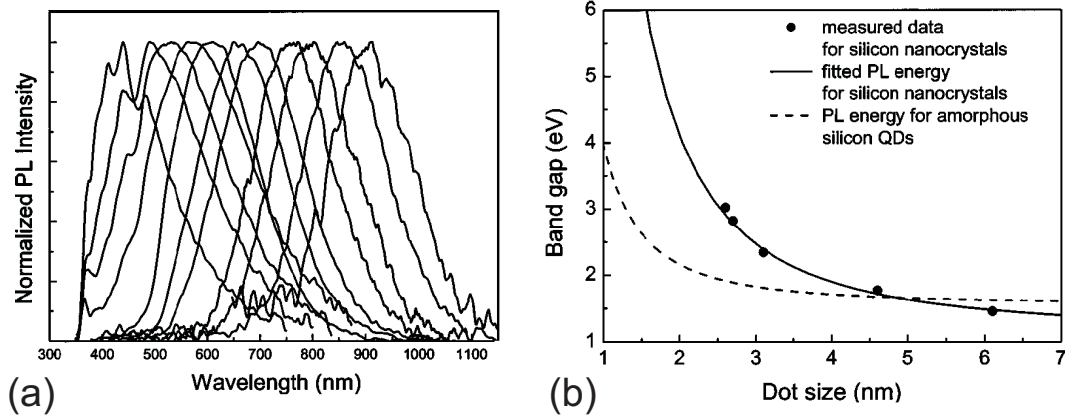 Normalized PL Intensity
300 400 500 600 700 800 900 1000 1100
Wavelength (nm)
(a)
measured data
for silicon nanocrystals
fitted PL energy
for silicon nanocrystals
PL energy for amorphous
silicon QDs
Band gap (eV)
6
5
4
3
2
1
1 2 3 4 5 6 7
Dot size (nm)
(b)